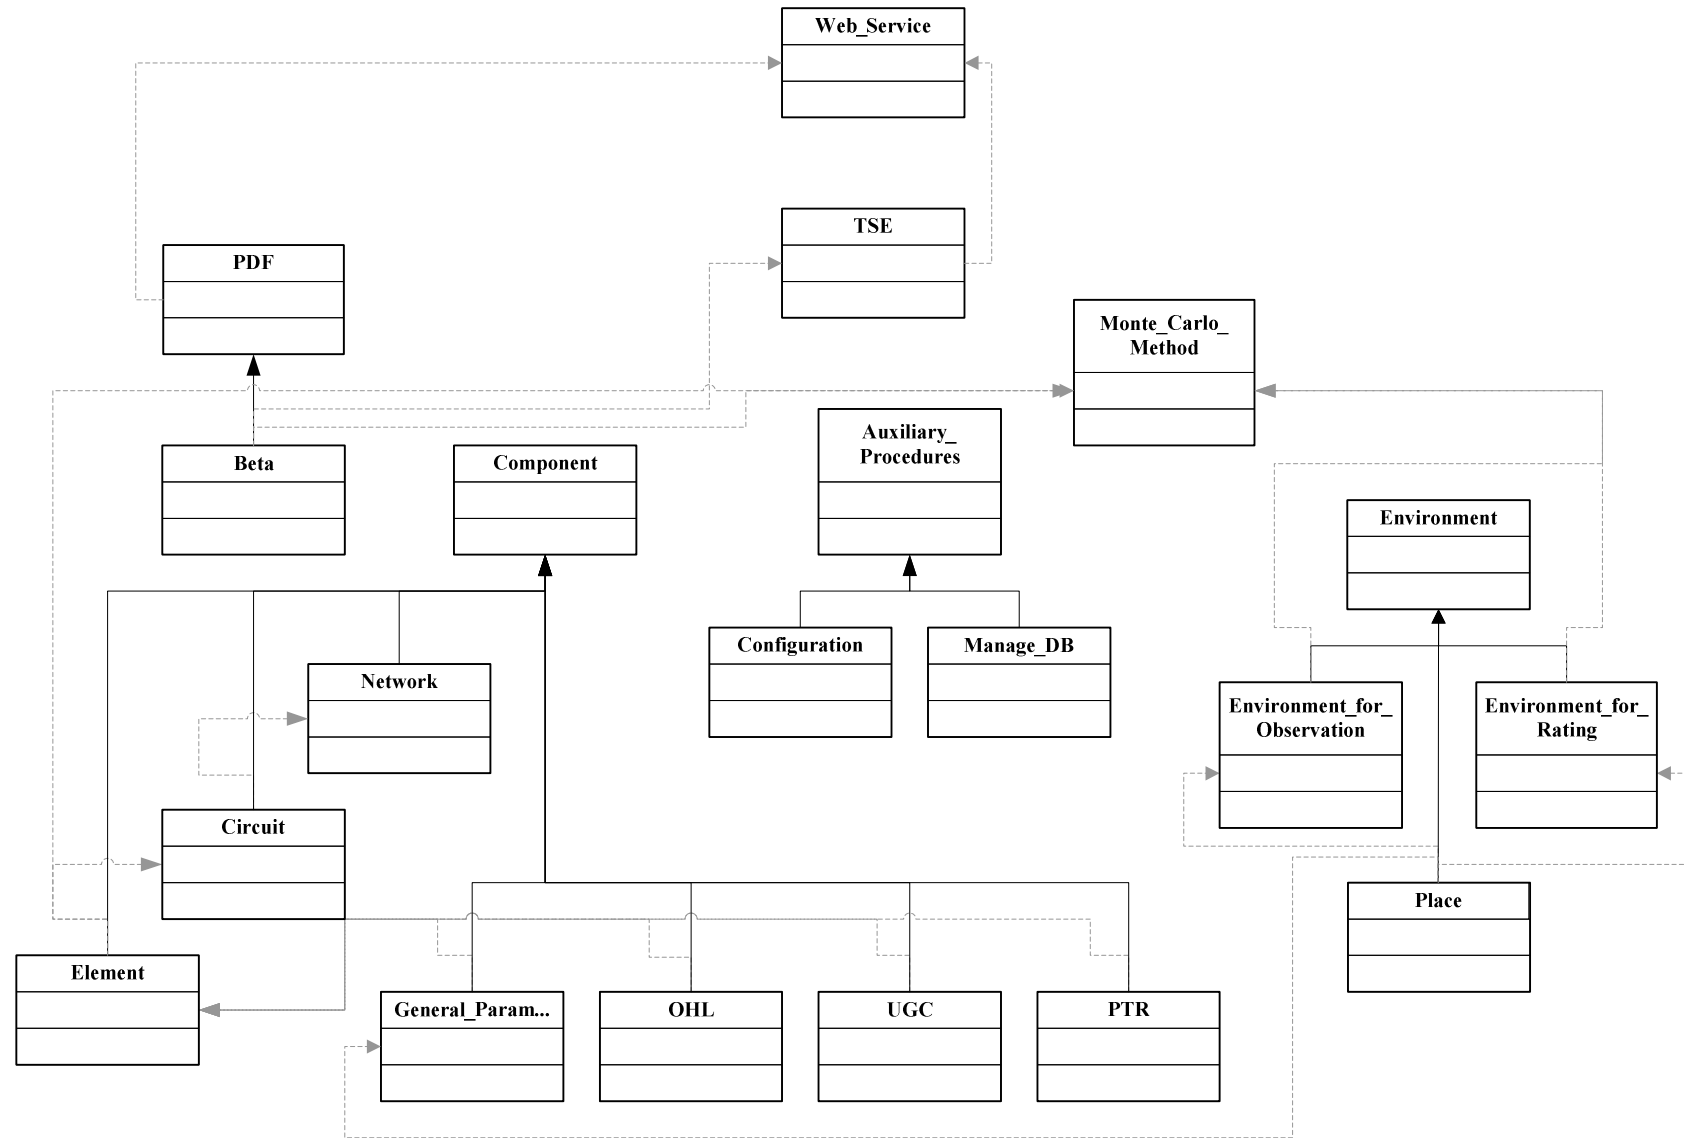 Web_Service
TSE
PDF
Monte_Carlo_
Method
Auxiliary_
Procedures
Beta
Component
Environment
Configuration
Manage_DB
Network
Environment_for_
Observation
Environment_for_
Rating
Circuit
Place
Element
General_Param...
OHL
UGC
PTR